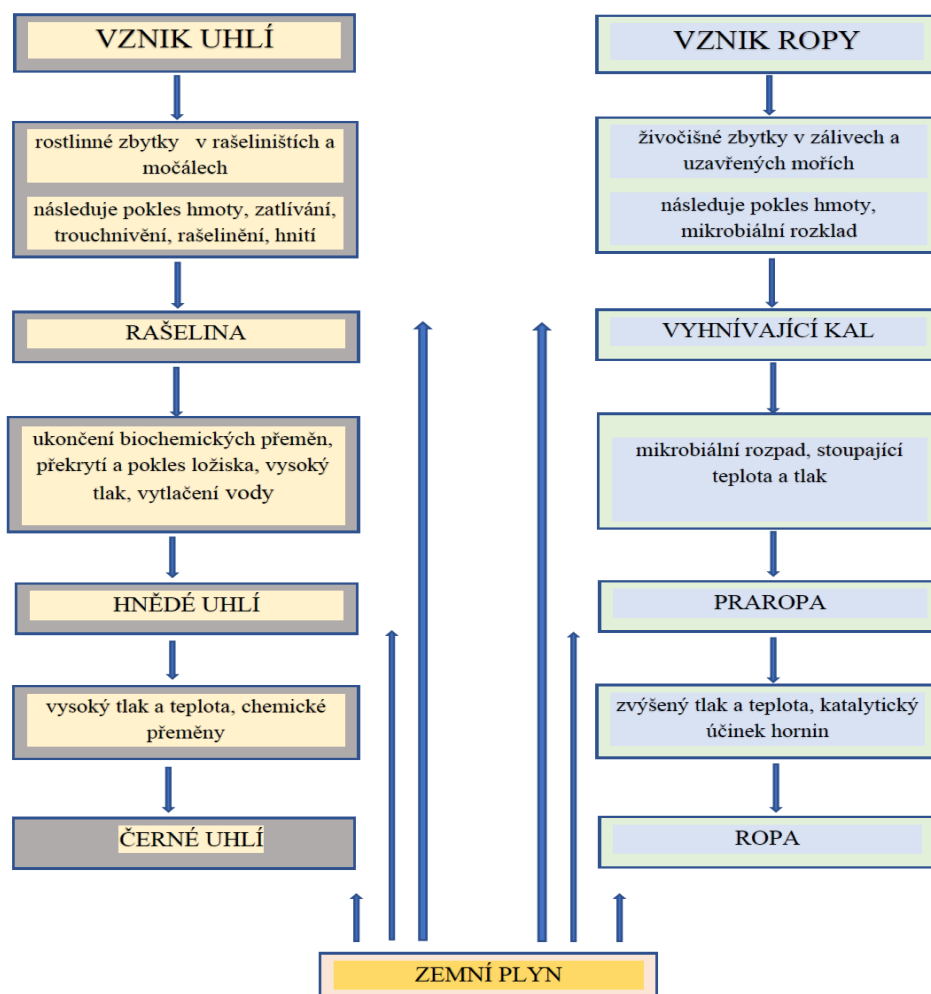 VZNIK UHLÍ
rostlinné zbytky v rašeliništích a
močálech
následuje pokles hmoty, zatlívání,
trouchnivění, rašelinění, hnití
RAŠELINA
ukončení biochemických přeměn,
překrytí a pokles ložiska, vysoký
tlak, vytlačení vody
HNĚDÉ UHLÍ
vysoký tlak a teplota, chemické
přeměny
ČERNÉ UHLÍ
VZNIK ROPY
živočišné zbytky v zálivech a
uzavřených mořích
následuje pokles hmoty,
mikrobiální rozklad
VYHNÍVAJÍCÍ KAL
mikrobiální rozpad, stoupající
teplota a tlak
PRAROPA
zvýšený tlak a teplota, katalytický
účinek hornin
ROPA
ZEMNÍ PLYN